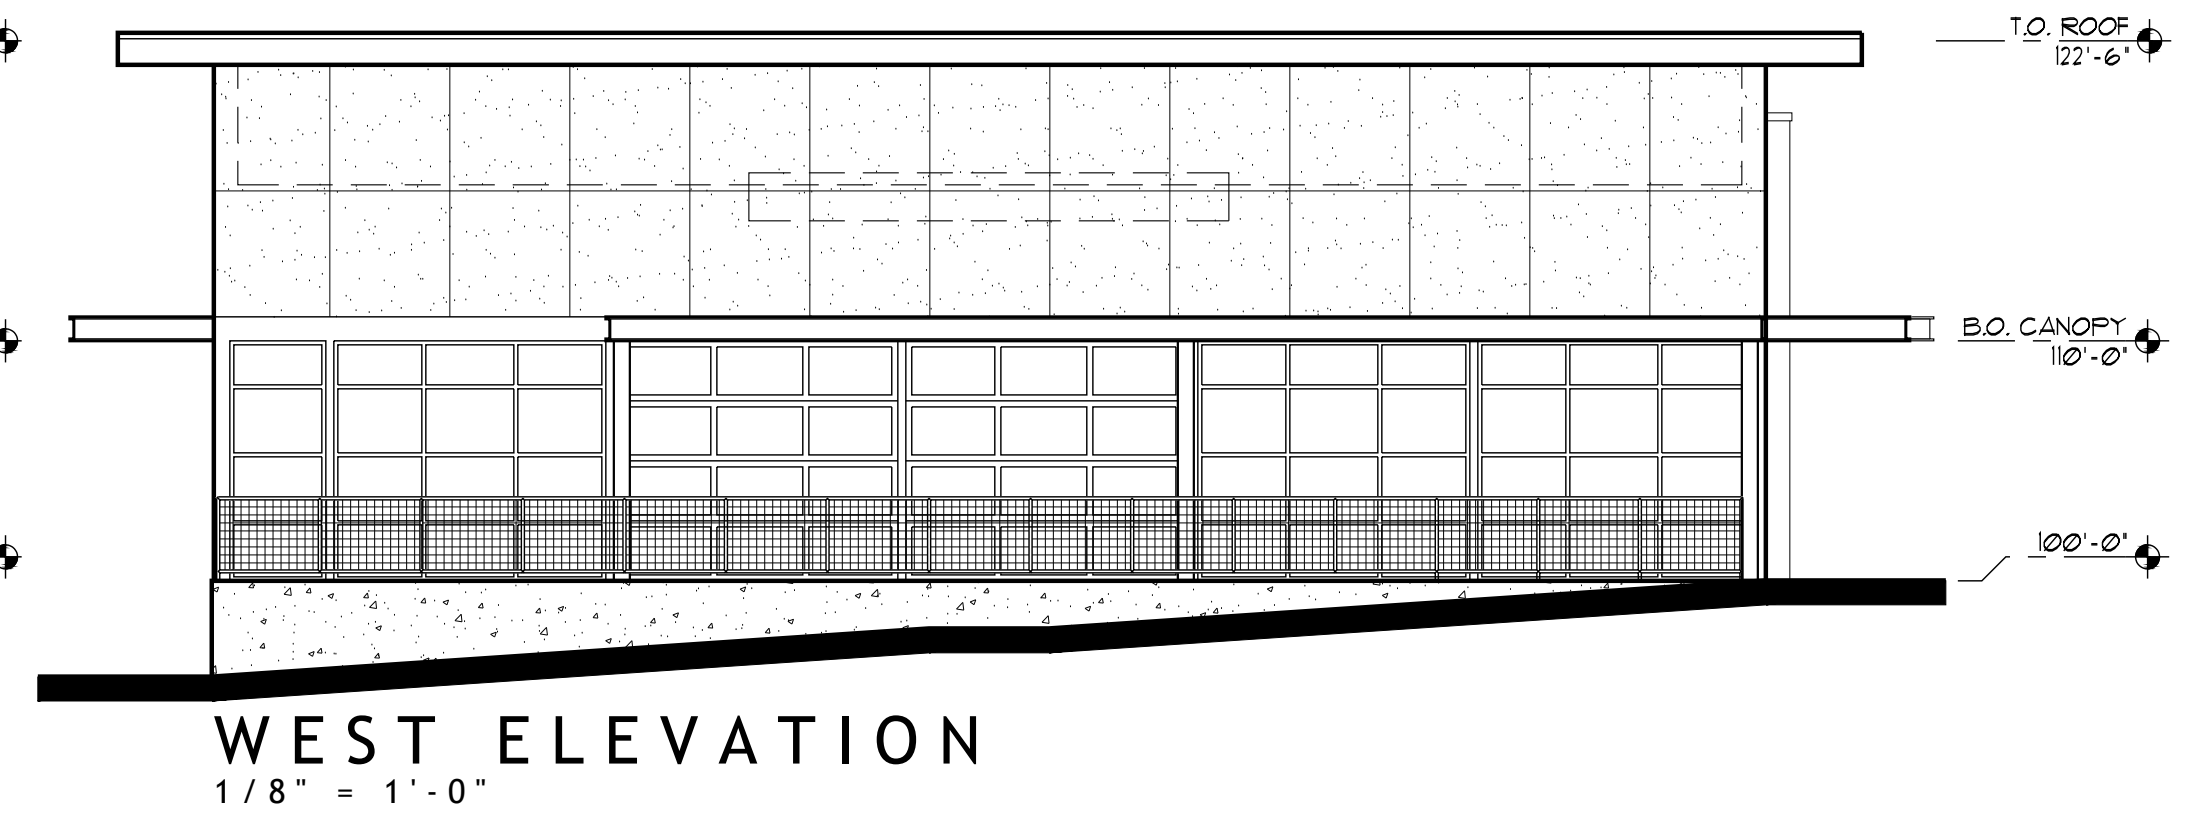 T.O. ROOF
122'-6"
B.O. CANOPY
110'-0"
100'-0"
WEST ELEVATION
1/8" = 1'-0"